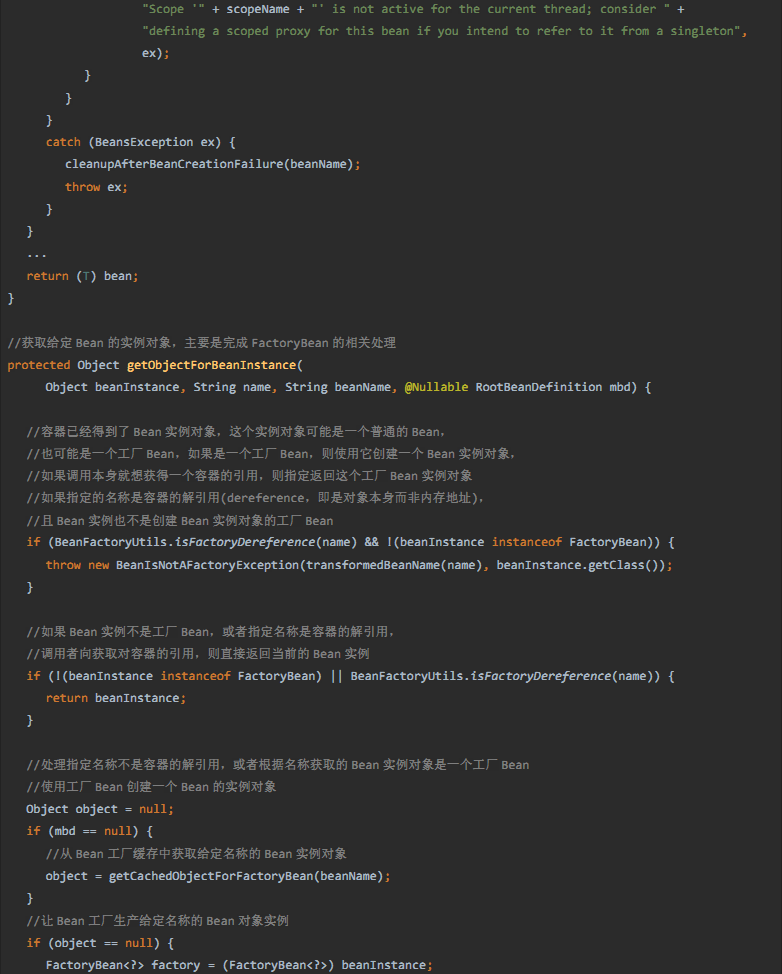 "Scope '" + scopeName + "' is not active for the current thread; consider " +
"defining a scoped proxy for this bean if you intend to refer to it from a singleton",
ex);
}
}
}
catch (BeansException ex) {
cleanupAfterBeanCreationFailure(beanName);
throw ex;
}
}
...
return (T) bean;
}
//获取给定 Bean 的实例对象，主要是完成 FactoryBean 的相关处理
protected Object getObjectForBeanInstance(
Object beanInstance, String name, String beanName, @Nullable RootBeanDefinition mbd) {
//容器已经得到了 Bean 实例对象，这个实例对象可能是一个普通的 Bean，
//也可能是一个工厂 Bean，如果是一个工厂 Bean，则使用它创建一个 Bean 实例对象，
//如果调用本身就想获得一个容器的引用，则指定返回这个工厂 Bean 实例对象
//如果指定的名称是容器的解引用(dereference，即是对象本身而非内存地址)，
//且 Bean 实例也不是创建 Bean 实例对象的工厂 Bean
if (BeanFactoryUtils.isFactoryDereference(name) && !(beanInstance instanceof FactoryBean)) {
throw new BeanIsNotAFactoryException(transformedBeanName(name), beanInstance.getClass());
}
//如果 Bean 实例不是工厂 Bean，或者指定名称是容器的解引用，
//调用者向获取对容器的引用，则直接返回当前的 Bean 实例
if (!(beanInstance instanceof FactoryBean) || BeanFactoryUtils.isFactoryDereference(name)) {
return beanInstance;
}
//处理指定名称不是容器的解引用，或者根据名称获取的 Bean 实例对象是一个工厂 Bean
//使用工厂 Bean 创建一个 Bean 的实例对象
Object object = null;
if (mbd == null) {
//从 Bean 工厂缓存中获取给定名称的 Bean 实例对象
object = getCachedObjectForFactoryBean(beanName);
}
//让 Bean 工厂生产给定名称的 Bean 对象实例
if (object == null) {
FactoryBean<?> factory = (FactoryBean<?>) beanInstance;